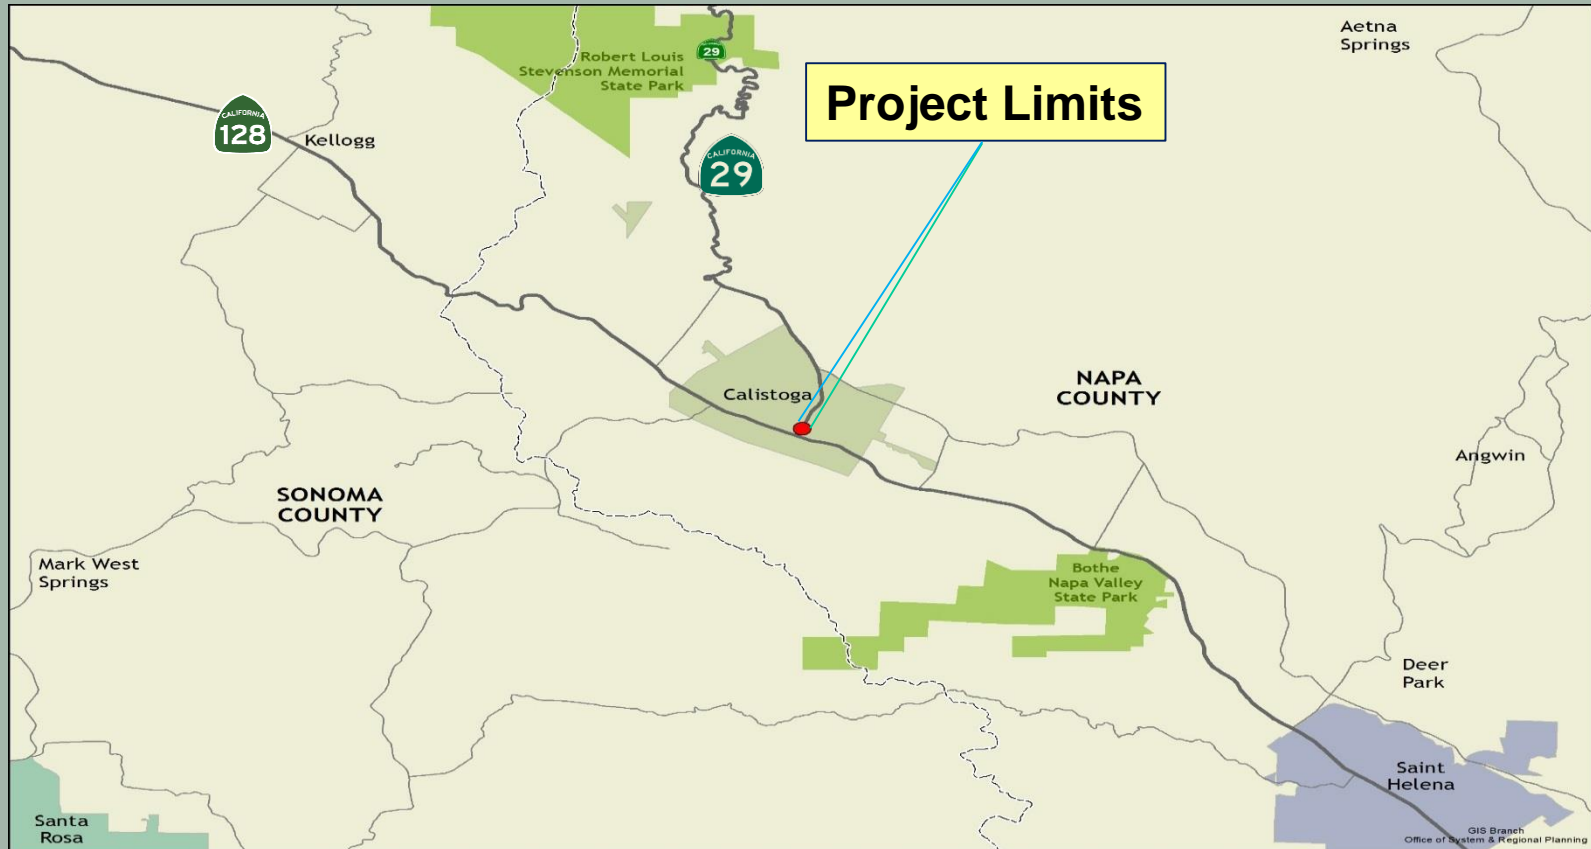 Aetna
Springs
Robert Louis
Stevenson Memorial
State Park
29
Project Limits
CALIFORNIA
128
Kellogg
CALIFORNIA
29
Calistoga
NAPA
COUNTY
Angwin
SONOMA
COUNTY
Mark West
Springs
Bothe
Napa Valley
State Park
Deer
Park
Saint
Helena
Santa
Rosa
GIS Branch
Office of System & Regional Planning